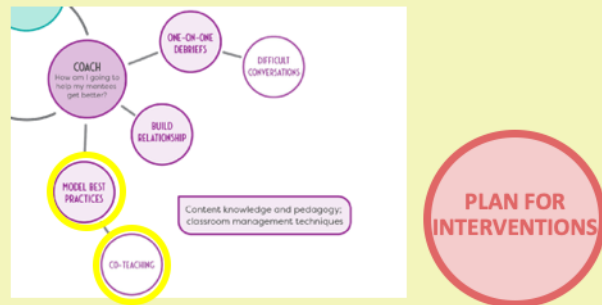 ONE-ON-ONE
DEBRIEFS
DIFFICULT
CONVERSATIONS
COACH
How am I going to
help my mentees
get better?
BUILD
RELATIONSHIP
MODEL BEST
PRACTICES
Content knowledge and pedagogy;
classroom management techniques
CO-TEACHING
PLAN FOR
INTERVENTIONS